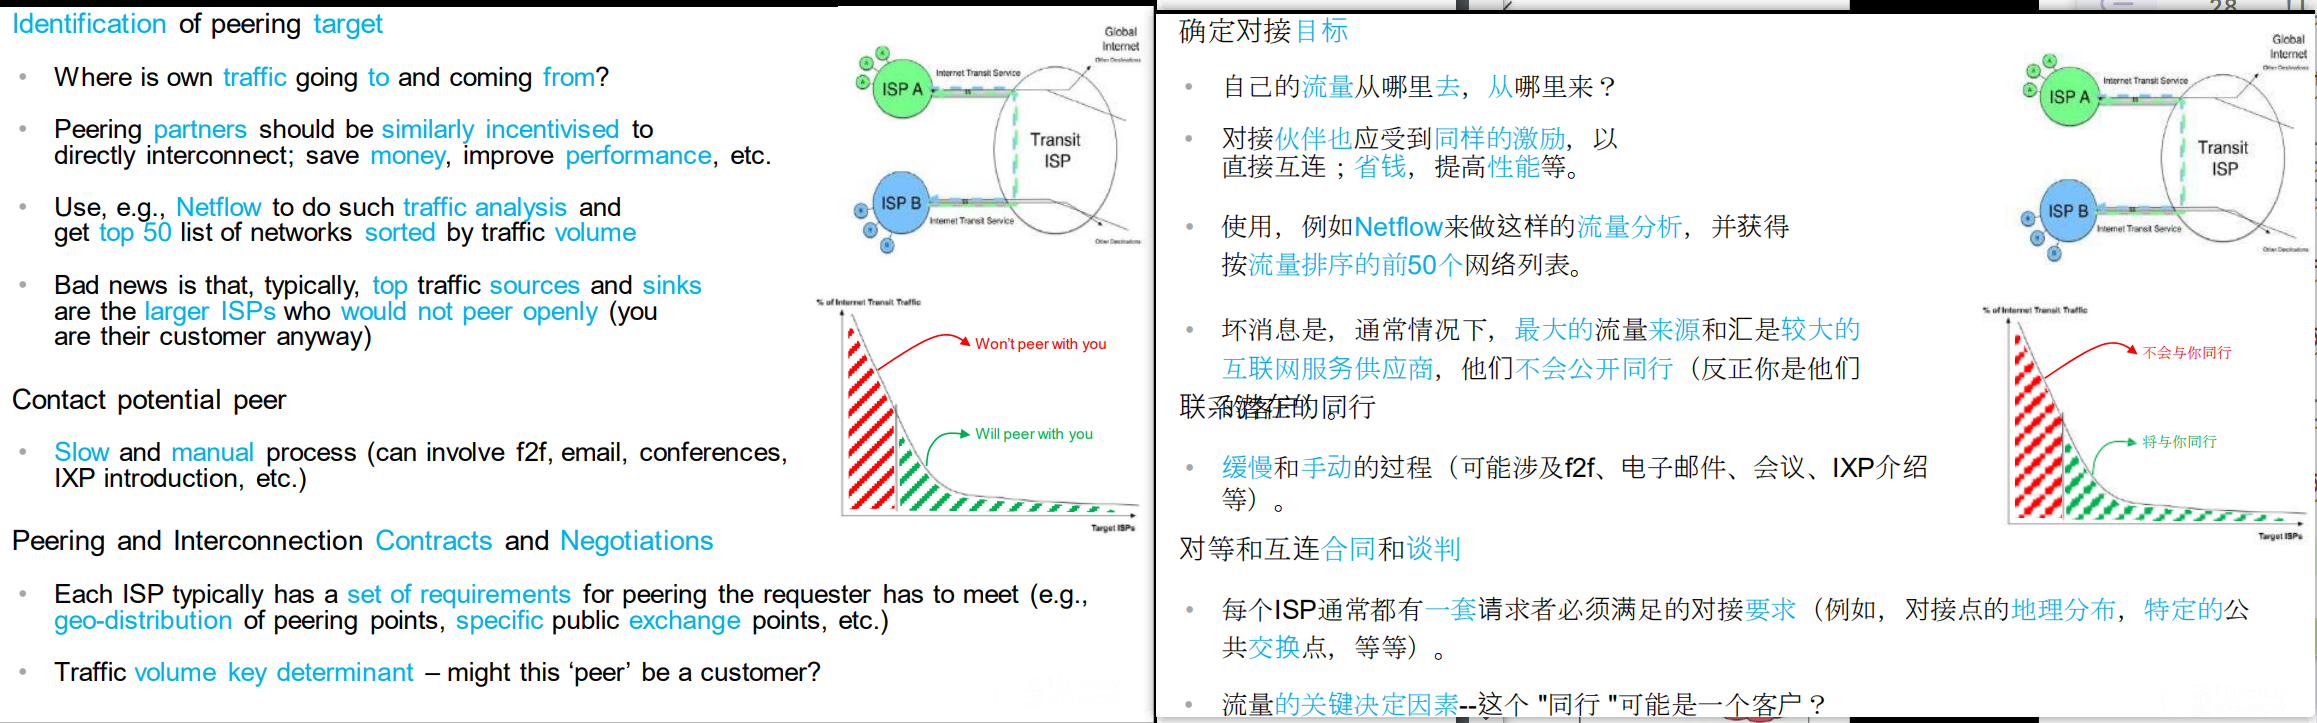 Identification of peering target
• Where is own traffic going to and coming from?
• Peering partners should be similarly incentivised to
directly interconnect; save money, improve performance, etc.
• Use, e.g., Netflow to do such traffic analysis and
get top 50 list of networks sorted by traffic volume
• Bad news is that, typically, top traffic sources and sinks
are the larger ISPs who would not peer openly (you
are their customer anyway)
Contact potential peer
• Slow and manual process (can involve f2f, email, conferences,
IXP introduction, etc.)
Peering and Interconnection Contracts and Negotiations
• Each ISP typically has a set of requirements for peering the requester has to meet (e.g.,
geo-distribution of peering points, specific public exchange points, etc.)
• Traffic volume key determinant – might this ‘peer’ be a customer?
Global
Internet
Other Destinations
Internet Transit Service
ISP A
A
A
A
Transit
ISP
ISP B
B
B
B
Internet Transit Service
Other Destinations
% of Internet Transit Traffic
Won't peer with you
Will peer with you
Target ISPs
28
确定对接目标
• 自己的流量从哪里去，从哪里来？
• 对接伙伴也应受到同样的激励，以
直接互连；省钱，提高性能等。
• 使用，例如Netflow来做这样的流量分析，并获得
按流量排序的前50个网络列表。
• 坏消息是，通常情况下，最大的流量来源和汇是较大的
互联网服务供应商，他们不会公开同行（反正你是他们
的客户）。
联系潜在的同行
• 缓慢和手动的过程（可能涉及f2f、电子邮件、会议、IXP介绍
等）。
对等和互连合同和谈判
• 每个ISP通常都有一套请求者必须满足的对接要求（例如，对接点的地理分布，特定的公
共交换点，等等）。
• 流量的关键决定因素--这个 "同行 "可能是一个客户？
Global
Internet
Other Destinations
Internet Transit Service
ISP A
A
A
A
Transit
ISP
ISP B
B
B
B
Internet Transit Service
Other Destinations
% of Internet Transit Traffic
不会与你同行
将与你同行
Target ISPs